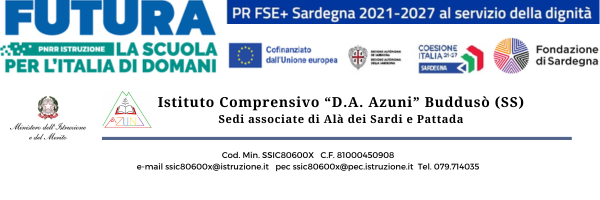 FUTURA
PNRR ISTRUZIONE LA SCUOLA
PER L'ITALIA DI DOMANI
PR FSE+ Sardegna 2021-2027 al servizio della dignità
Cofinanziato
dall'Unione europea
REGIONE AUTÒNOMA DE SARDIGNA
REGIONE AUTONOMA DELLA SARDEGNA
COESIONE
ITALIA 21-27
SARDEGNA
Fondazione
di Sardegna
Ministero dell'Istruzione
e del Merito
AZUNI
Istituto Comprensivo “D.A. Azuni” Buddusò (SS)
Sedi associate di Alà dei Sardi e Pattada
Cod. Min. SSIC80600X C.F. 81000450908
e-mail ssic80600x@istruzione.it pec ssic80600x@pec.istruzione.it Tel. 079.714035